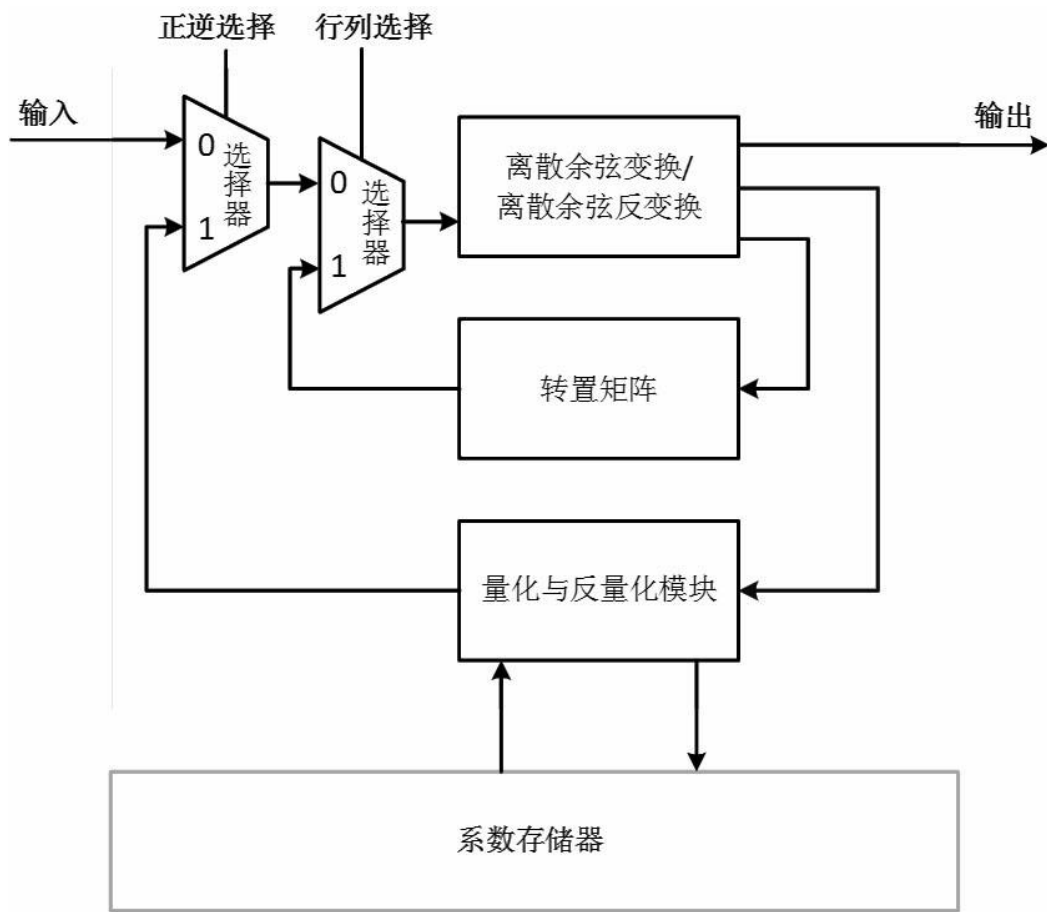 正逆选择
行列选择
输入
0
1
选择器
0
1
选择器
离散余弦变换/
离散余弦反变换
输出
转置矩阵
量化与反量化模块
系数存储器